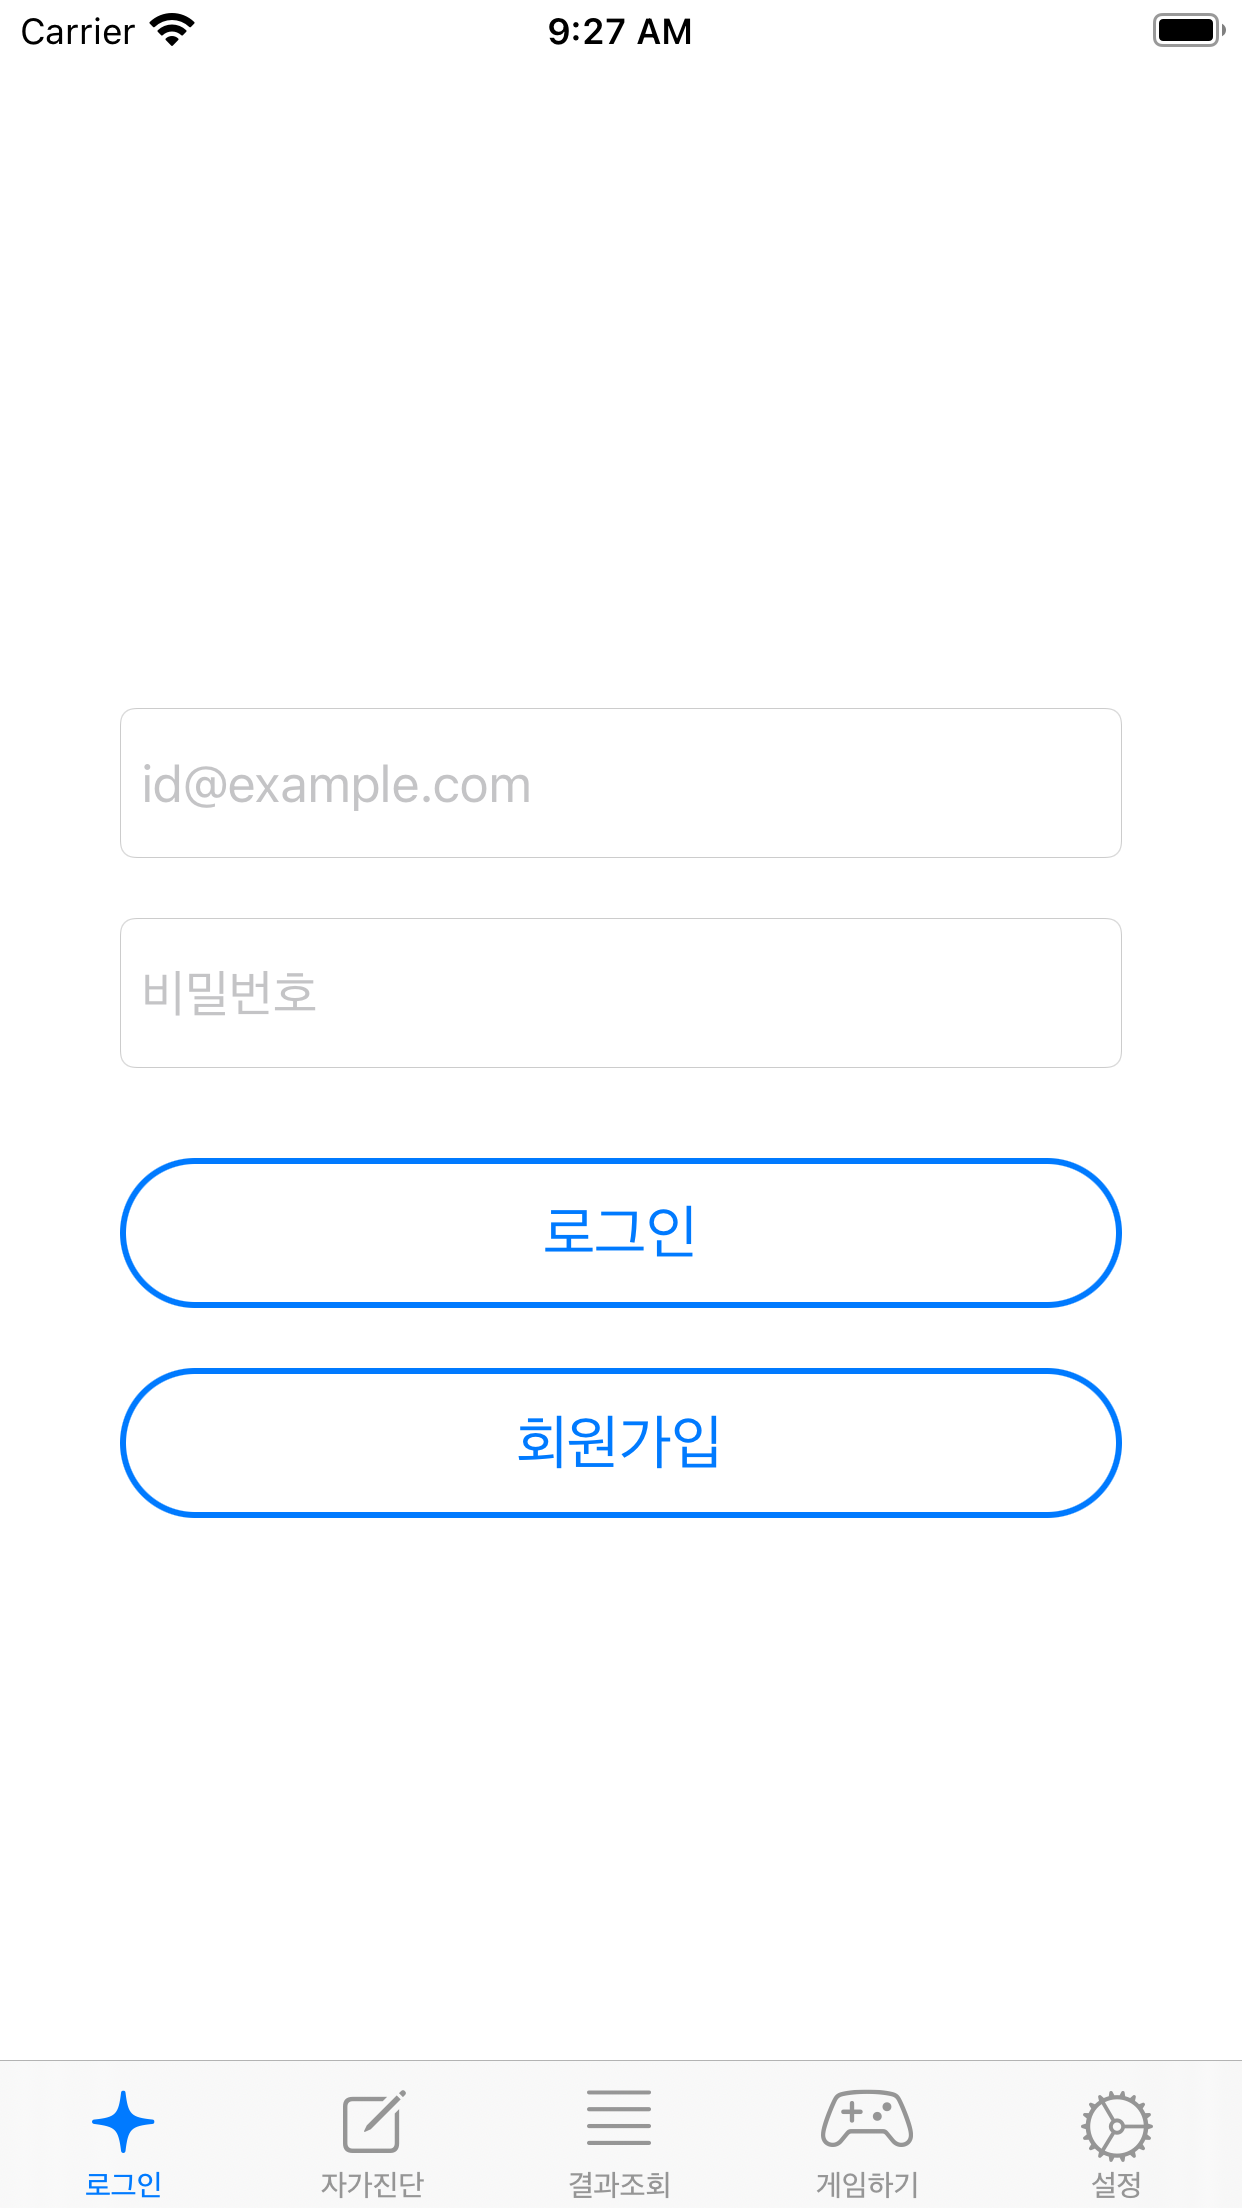 Carrier 9:27 AM
id@example.com
비밀번호
로그인
회원가입
로그인 자가진단 결과조회 게임하기 설정